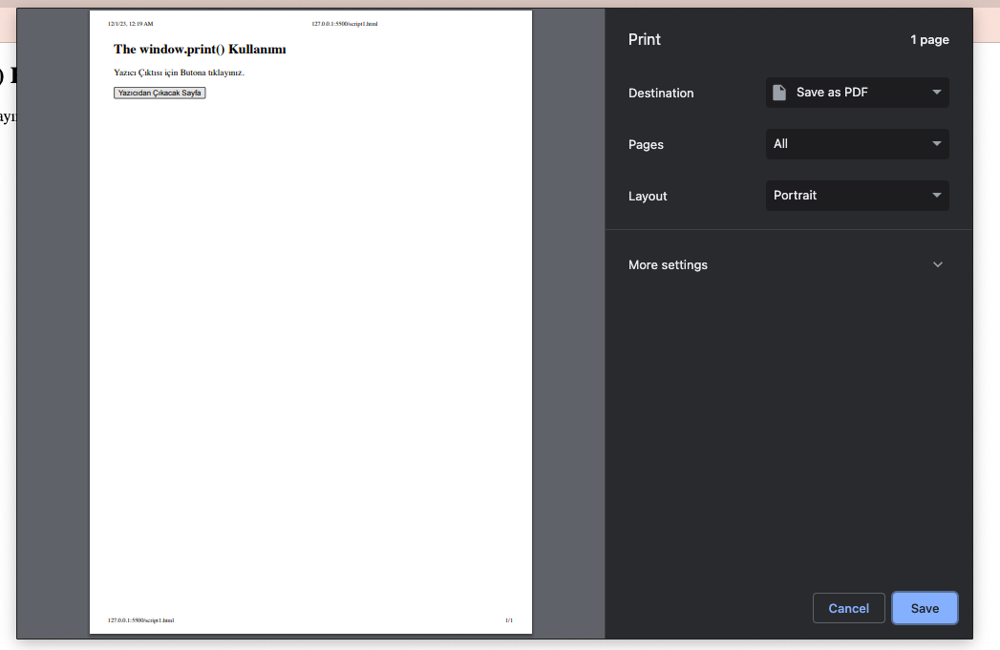 12/1/23, 12:19 AM
127.0.0.1:5500/script1.html
The window.print() Kullanımı
Yazıcı Çıktısı için Butona tıklayınız.
Yazıcıdan Çıkacak Sayfa
127.0.0.1:5500/script1.html
1/1
Print
1 page
Destination
Save as PDF
Pages
All
Layout
Portrait
More settings
Cancel
Save